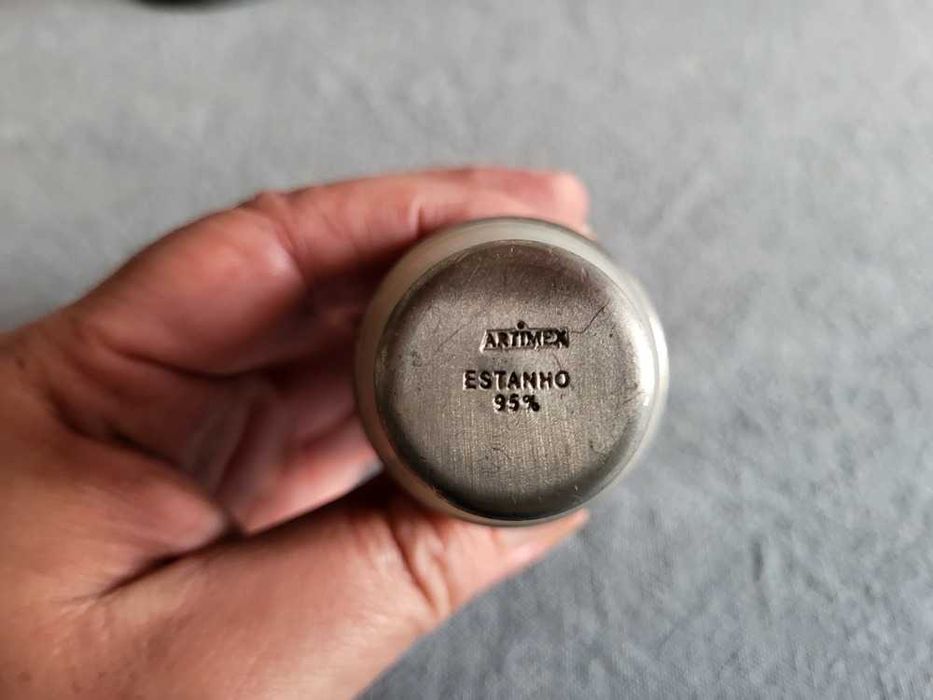 ARTIMEX
ESTANHO
95%